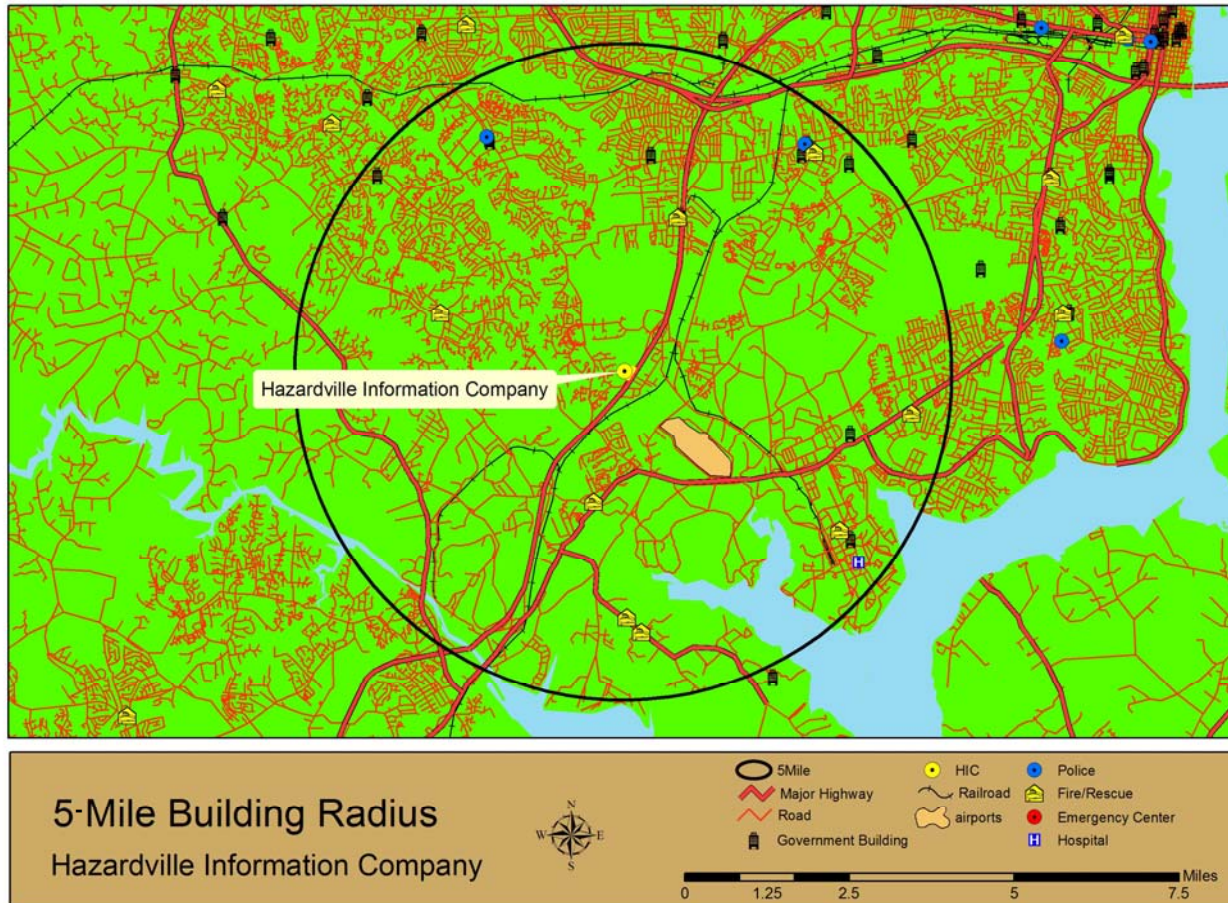 Hazardville Information Company
H
5-Mile Building Radius
Hazardville Information Company
N
W E
S
5Mile
Major Highway
Road
Government Building
HIC
Railroad
airports
Police
Fire/Rescue
Emergency Center
H Hospital
Miles
0 1.25 2.5 5 7.5